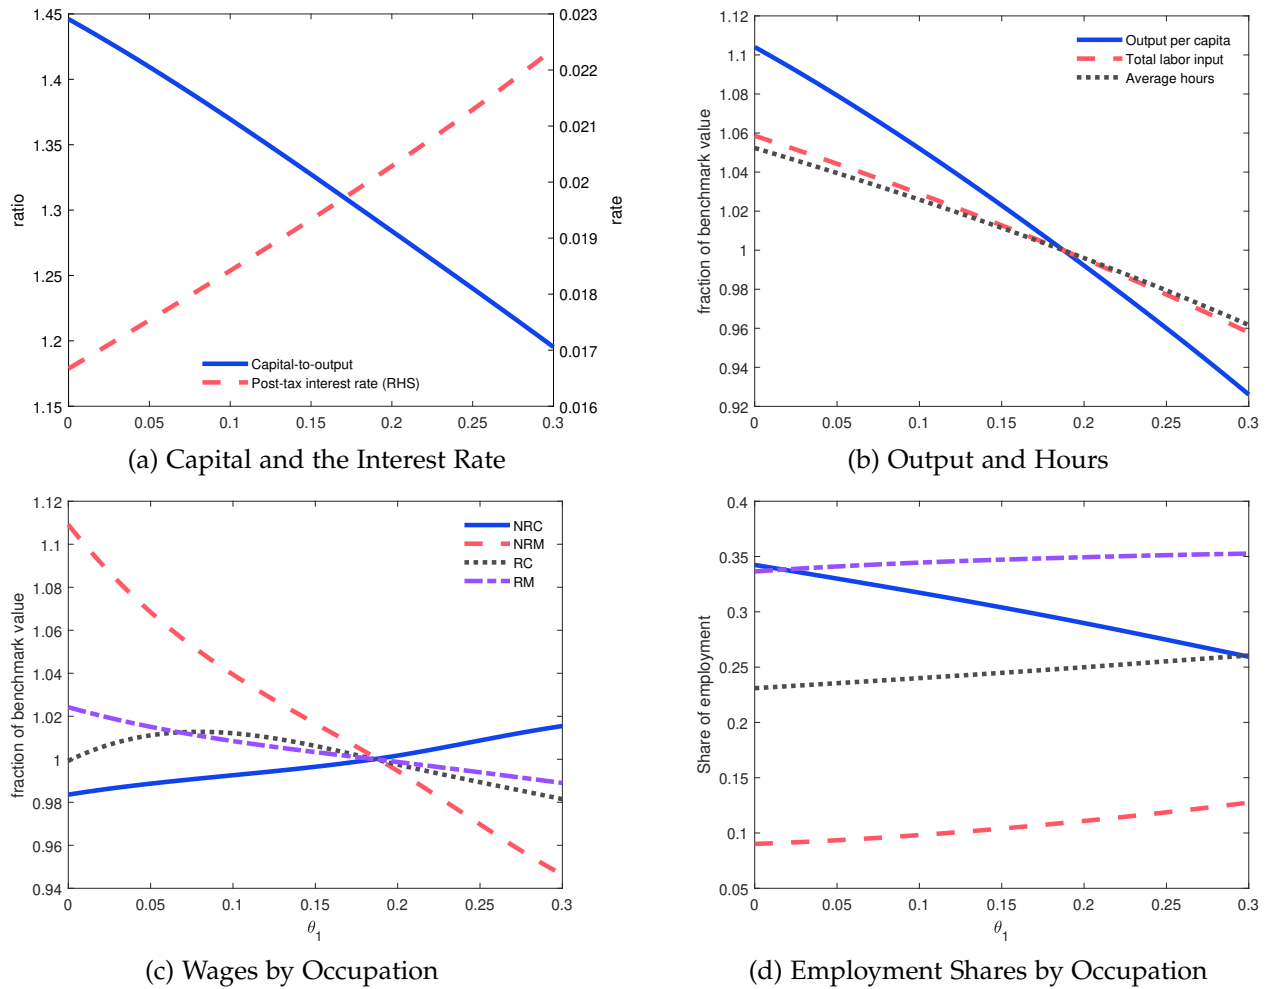 1.45
1.4
1.35
1.3
1.25
1.2
1.15
ratio
0.023
0.022
0.021
0.02
0.019
0.018
0.017
0.016
rate
0 0.05 0.1 0.15 0.2 0.25 0.3
Capital-to-output
Post-tax interest rate (RHS)
(a) Capital and the Interest Rate
1.12
1.1
1.08
1.06
1.04
1.02
1
0.98
0.96
0.94
0.92
fraction of benchmark value
0 0.05 0.1 0.15 0.2 0.25 0.3
Output per capita
Total labor input
Average hours
(b) Output and Hours
1.12
1.1
1.08
1.06
1.04
1.02
1
0.98
0.96
0.94
fraction of benchmark value
0 0.05 0.1 0.15 0.2 0.25 0.3
θ1
NRC
NRM
RC
RM
(c) Wages by Occupation
0.4
0.35
0.3
0.25
0.2
0.15
0.1
0.05
Share of employment
0 0.05 0.1 0.15 0.2 0.25 0.3
θ1
(d) Employment Shares by Occupation